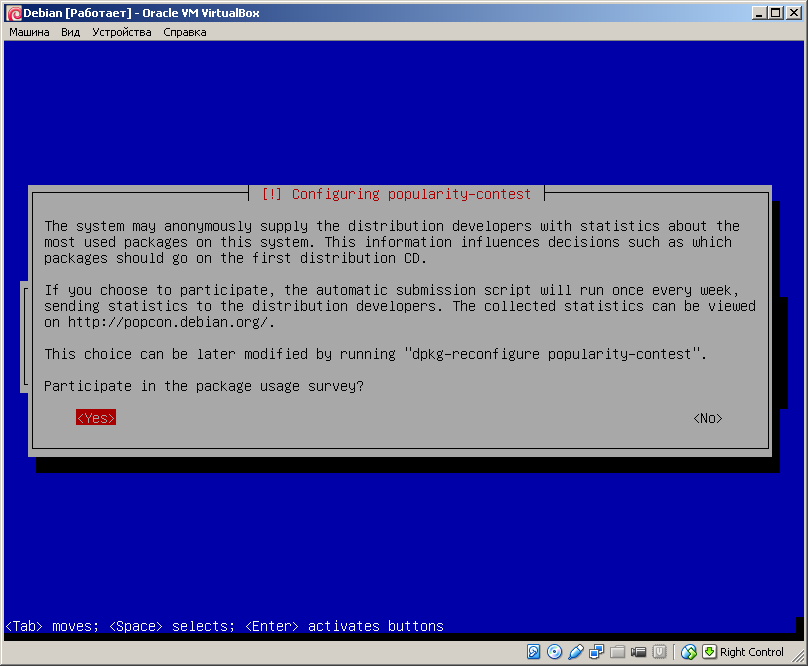 Debian [Работает] - Oracle VM VirtualBox
Машина Вид Устройства Справка
[!] Configuring popularity-contest
The system may anonymously supply the distribution developers with statistics about the
most used packages on this system. This information influences decisions such as which
packages should go on the first distribution CD.
If you choose to participate, the automatic submission script will run once every week,
sending statistics to the distribution developers. The collected statistics can be viewed
on http://popcon.debian.org/.
This choice can be later modified by running "dpkg-reconfigure popularity-contest".
Participate in the package usage survey?
<Yes> <No>
<Tab> moves; <Space> selects; <Enter> activates buttons
Right Control